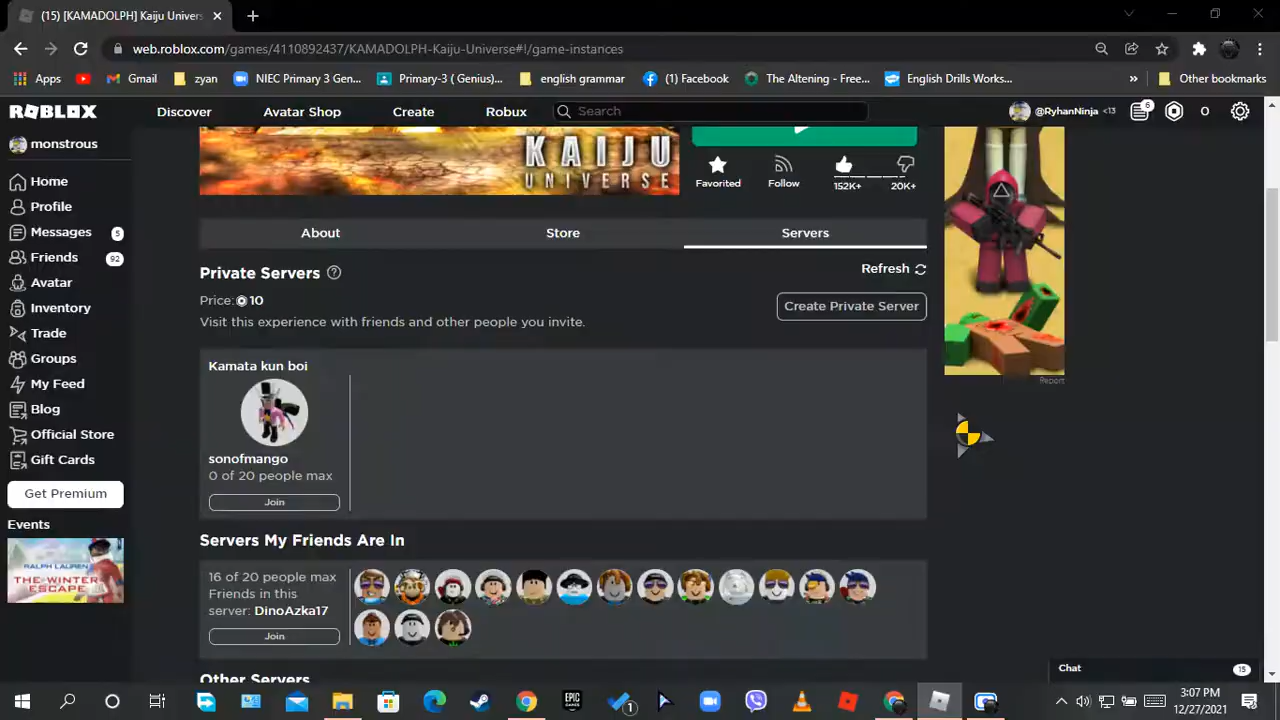 (15) [KAMADOLPH] Kaiju Univers
web.roblox.com/games/4110892437/KAMADOLPH-Kaiju-Universe#!/game-instances
Apps Gmail zyan NIEC Primary 3 Gen... Primary-3 ( Genius)... english grammar (1) Facebook The Altening - Free... English Drills Works... » Other bookmarks
ROBLOX Discover Avatar Shop Create Robux Search @RyhanNinja <13 6 0
monstrous
Home
Profile
Messages 5
Friends 92
Avatar
Inventory
Trade
Groups
My Feed
Blog
Official Store
Gift Cards
Get Premium
Events
RALPH LAUREN
THE WINTER
ESCAPE
KAIJU
UNIVERSE
Favorited Follow 152K+ 20K+
About Store Servers
Private Servers Refresh
Price: 10
Create Private Server
Visit this experience with friends and other people you invite.
Kamata kun boi
sonofmango
0 of 20 people max
Join
Servers My Friends Are In
16 of 20 people max
Friends in this
server: DinoAzka17
Join
Other Servers
Report
Chat 15
1
3:07 PM
12/27/2021